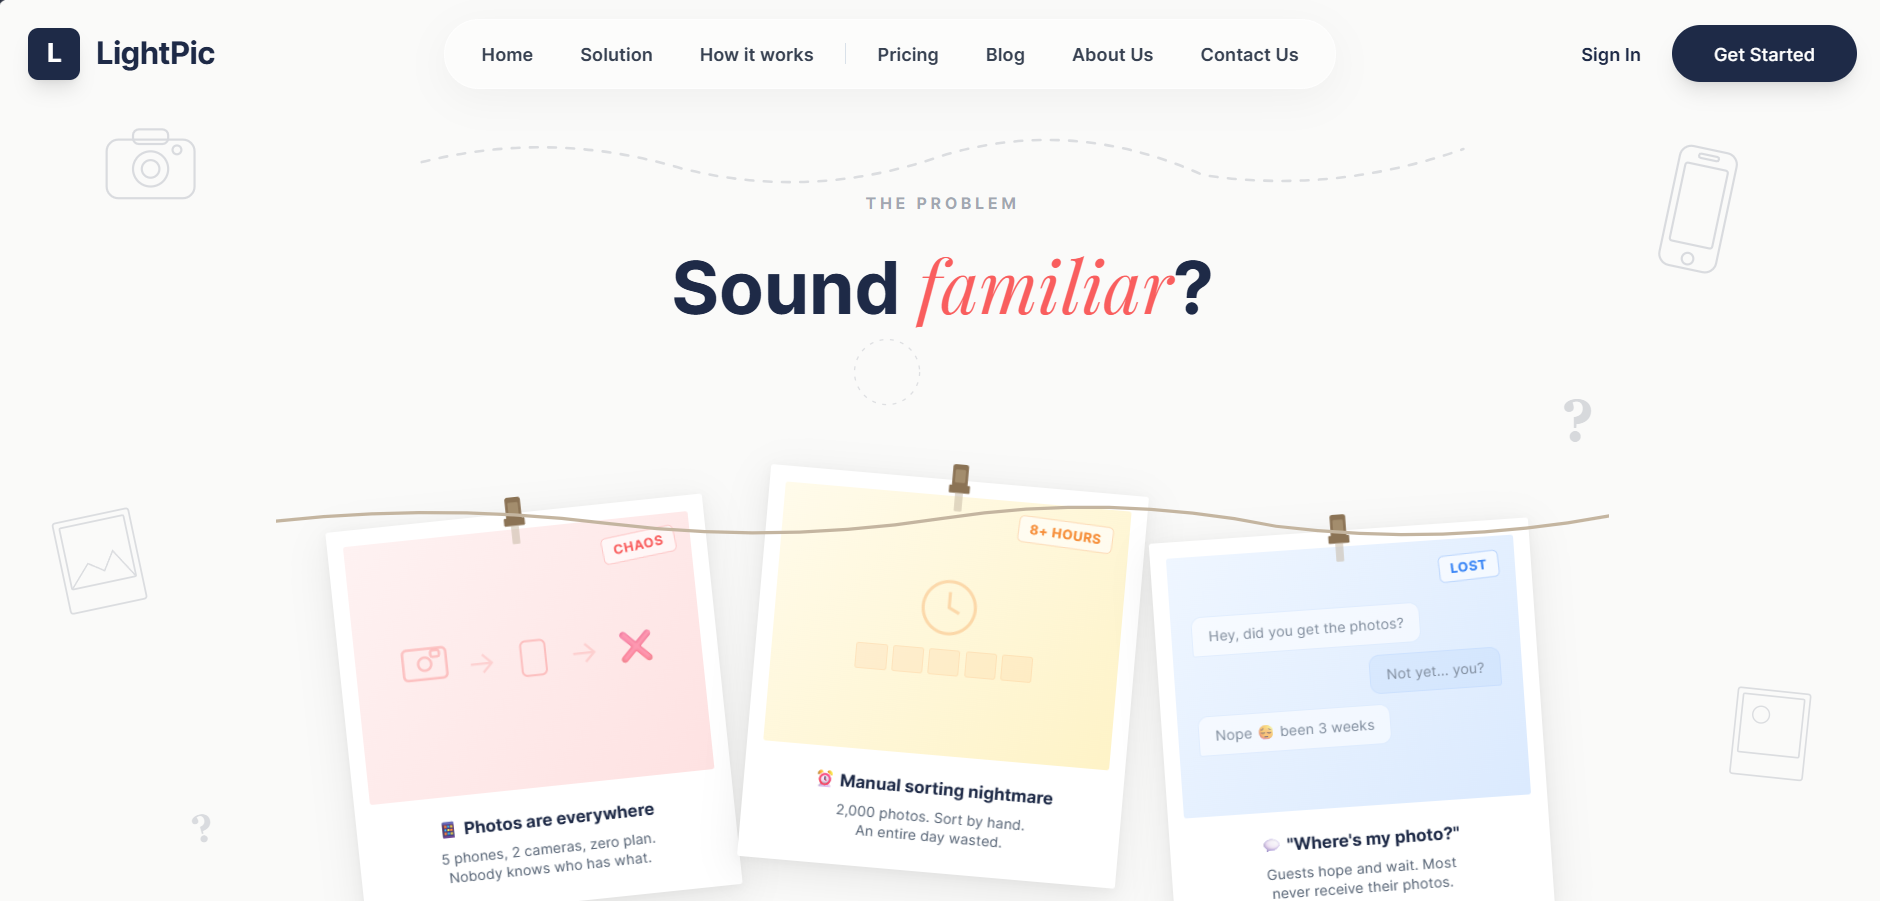 L LightPic
Home Solution How it works Pricing Blog About Us Contact Us
Sign In Get Started
THE PROBLEM
Sound familiar?
?
?
CHAOS
Photos are everywhere
5 phones, 2 cameras, zero plan.
Nobody knows who has what.
8+ HOURS
Manual sorting nightmare
2,000 photos. Sort by hand.
An entire day wasted.
LOST
Hey, did you get the photos?
Not yet... you?
Nope 😅 been 3 weeks
"Where's my photo?"
Guests hope and wait. Most
never receive their photos.